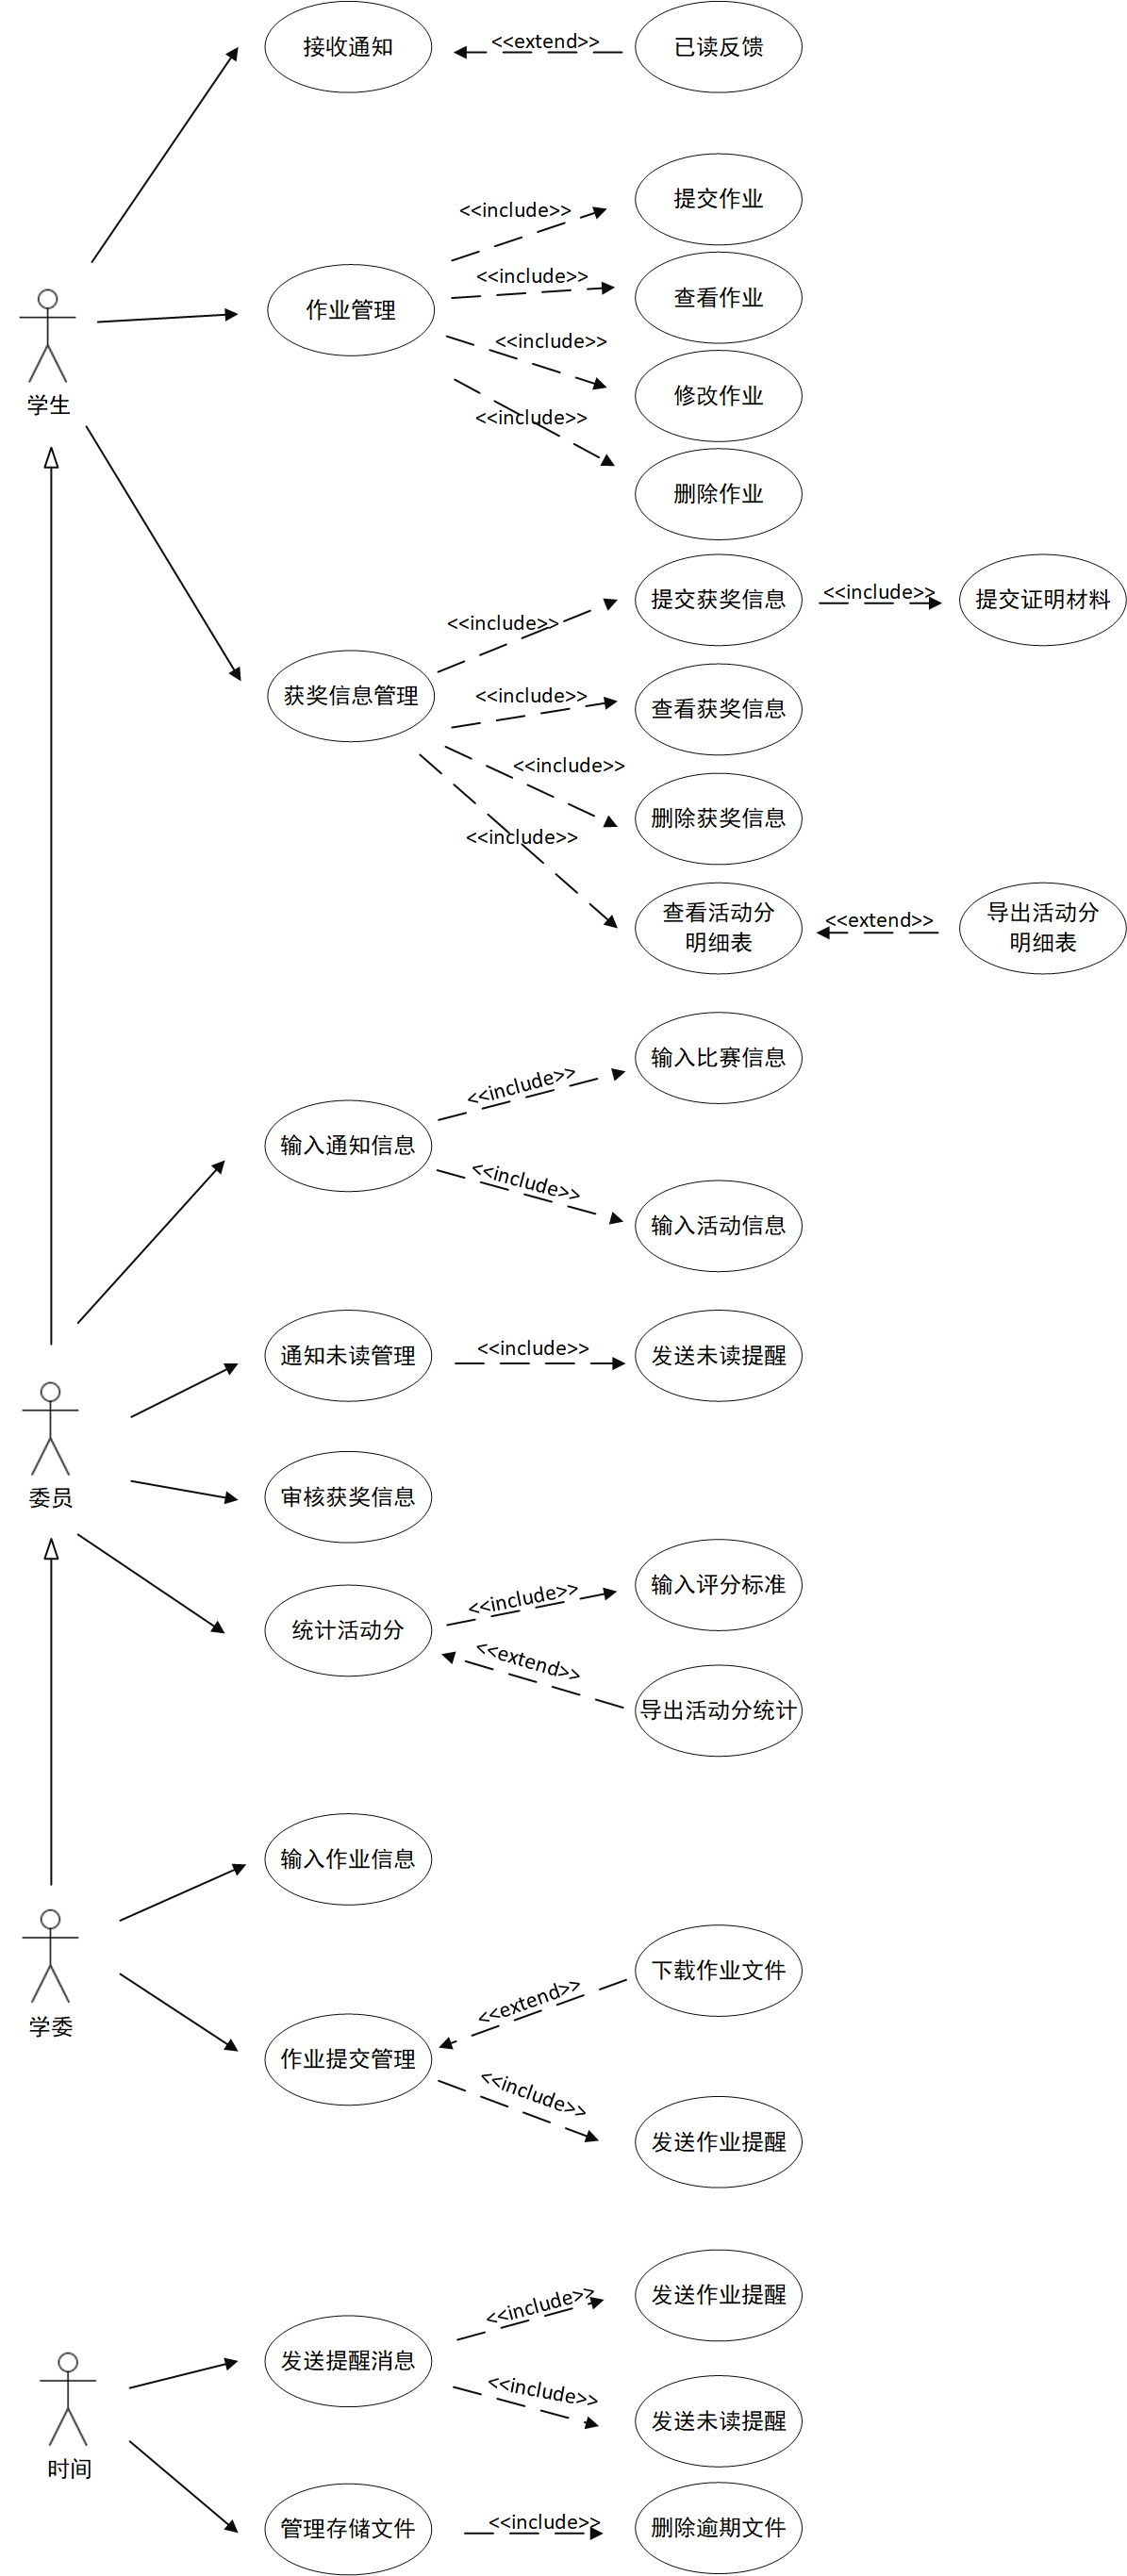 接收通知
<<extend>>
已读反馈
<<include>>
提交作业
<<include>>
查看作业
作业管理
<<include>>
修改作业
学生
<<include>>
删除作业
<<include>>
提交获奖信息
<<include>>
提交证明材料
获奖信息管理
<<include>>
查看获奖信息
<<include>>
删除获奖信息
<<include>>
查看活动分
明细表
<<extend>>
导出活动分
明细表
<<include>>
输入比赛信息
输入通知信息
<<include>>
输入活动信息
通知未读管理
<<include>>
发送未读提醒
委员
审核获奖信息
<<include>>
输入评分标准
统计活动分
<<extend>>
导出活动分统计
输入作业信息
学委
<<extend>>
下载作业文件
作业提交管理
<<include>>
发送作业提醒
<<include>>
发送作业提醒
发送提醒消息
<<include>>
发送未读提醒
时间
管理存储文件
<<include>>
删除逾期文件